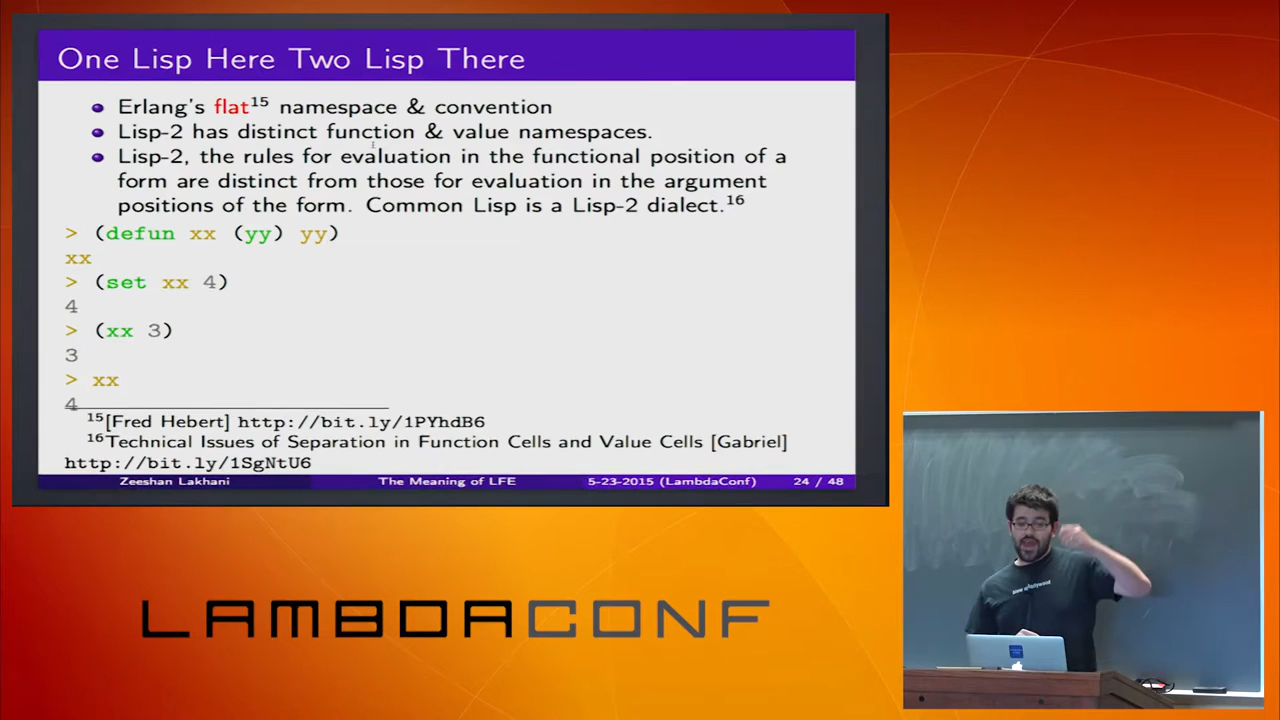 One Lisp Here Two Lisp There
Erlang's flat15 namespace & convention
Lisp-2 has distinct function & value namespaces.
Lisp-2, the rules for evaluation in the functional position of a
form are distinct from those for evaluation in the argument
positions of the form. Common Lisp is a Lisp-2 dialect.16
> (defun xx (yy) yy)
xx
> (set xx 4)
4
> (xx 3)
3
> xx
4
15[Fred Hebert] http://bit.ly/1PYhdB6
16Technical Issues of Separation in Function Cells and Value Cells [Gabriel]
http://bit.ly/1SgNtU6
Zeeshan Lakhani The Meaning of LFE 5-23-2015 (LambdaConf) 24 / 48
LAMBDACONF